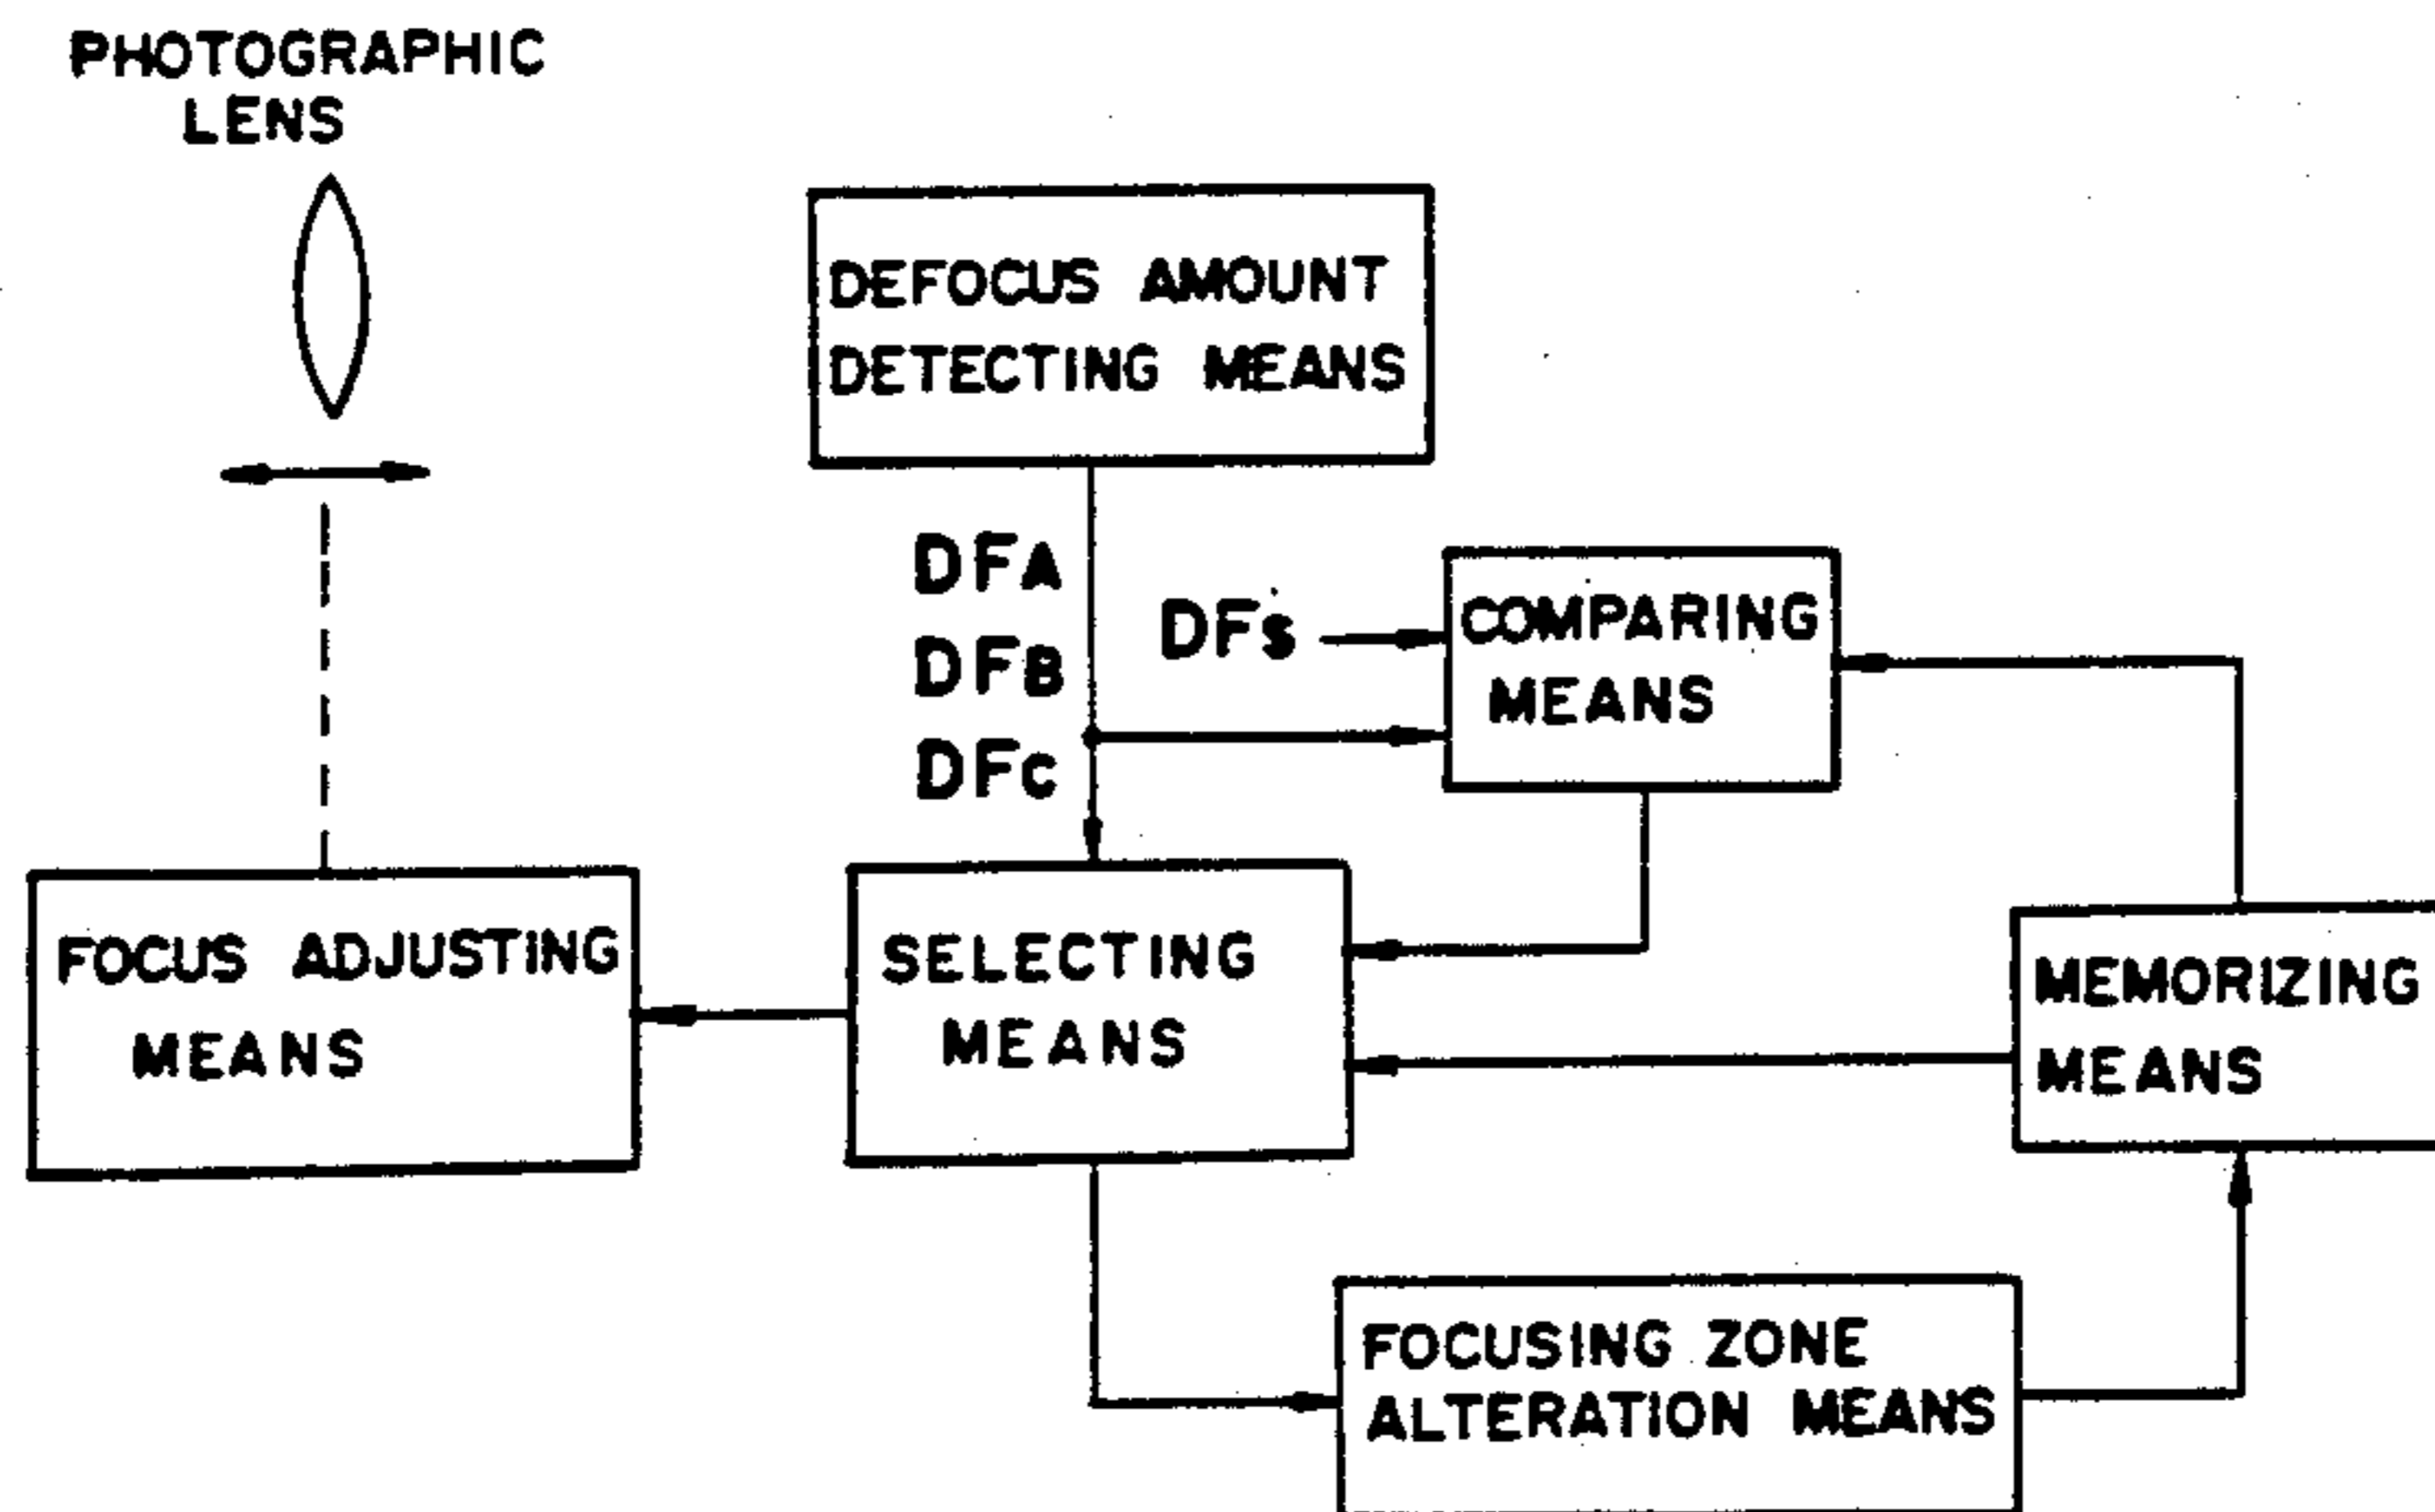 PHOTOGRAPHIC
LENS
DEFOCUS AMOUNT
DETECTING MEANS
DFA
DFB
DFC
DFS
COMPARING
MEANS
FOCUS ADJUSTING
MEANS
SELECTING
MEANS
MEMORIZING
MEANS
FOCUSING ZONE
ALTERATION MEANS